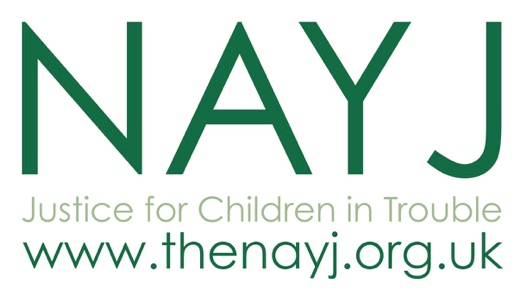 NAYJ
Justice for Children in Trouble
www.thenayj.org.uk